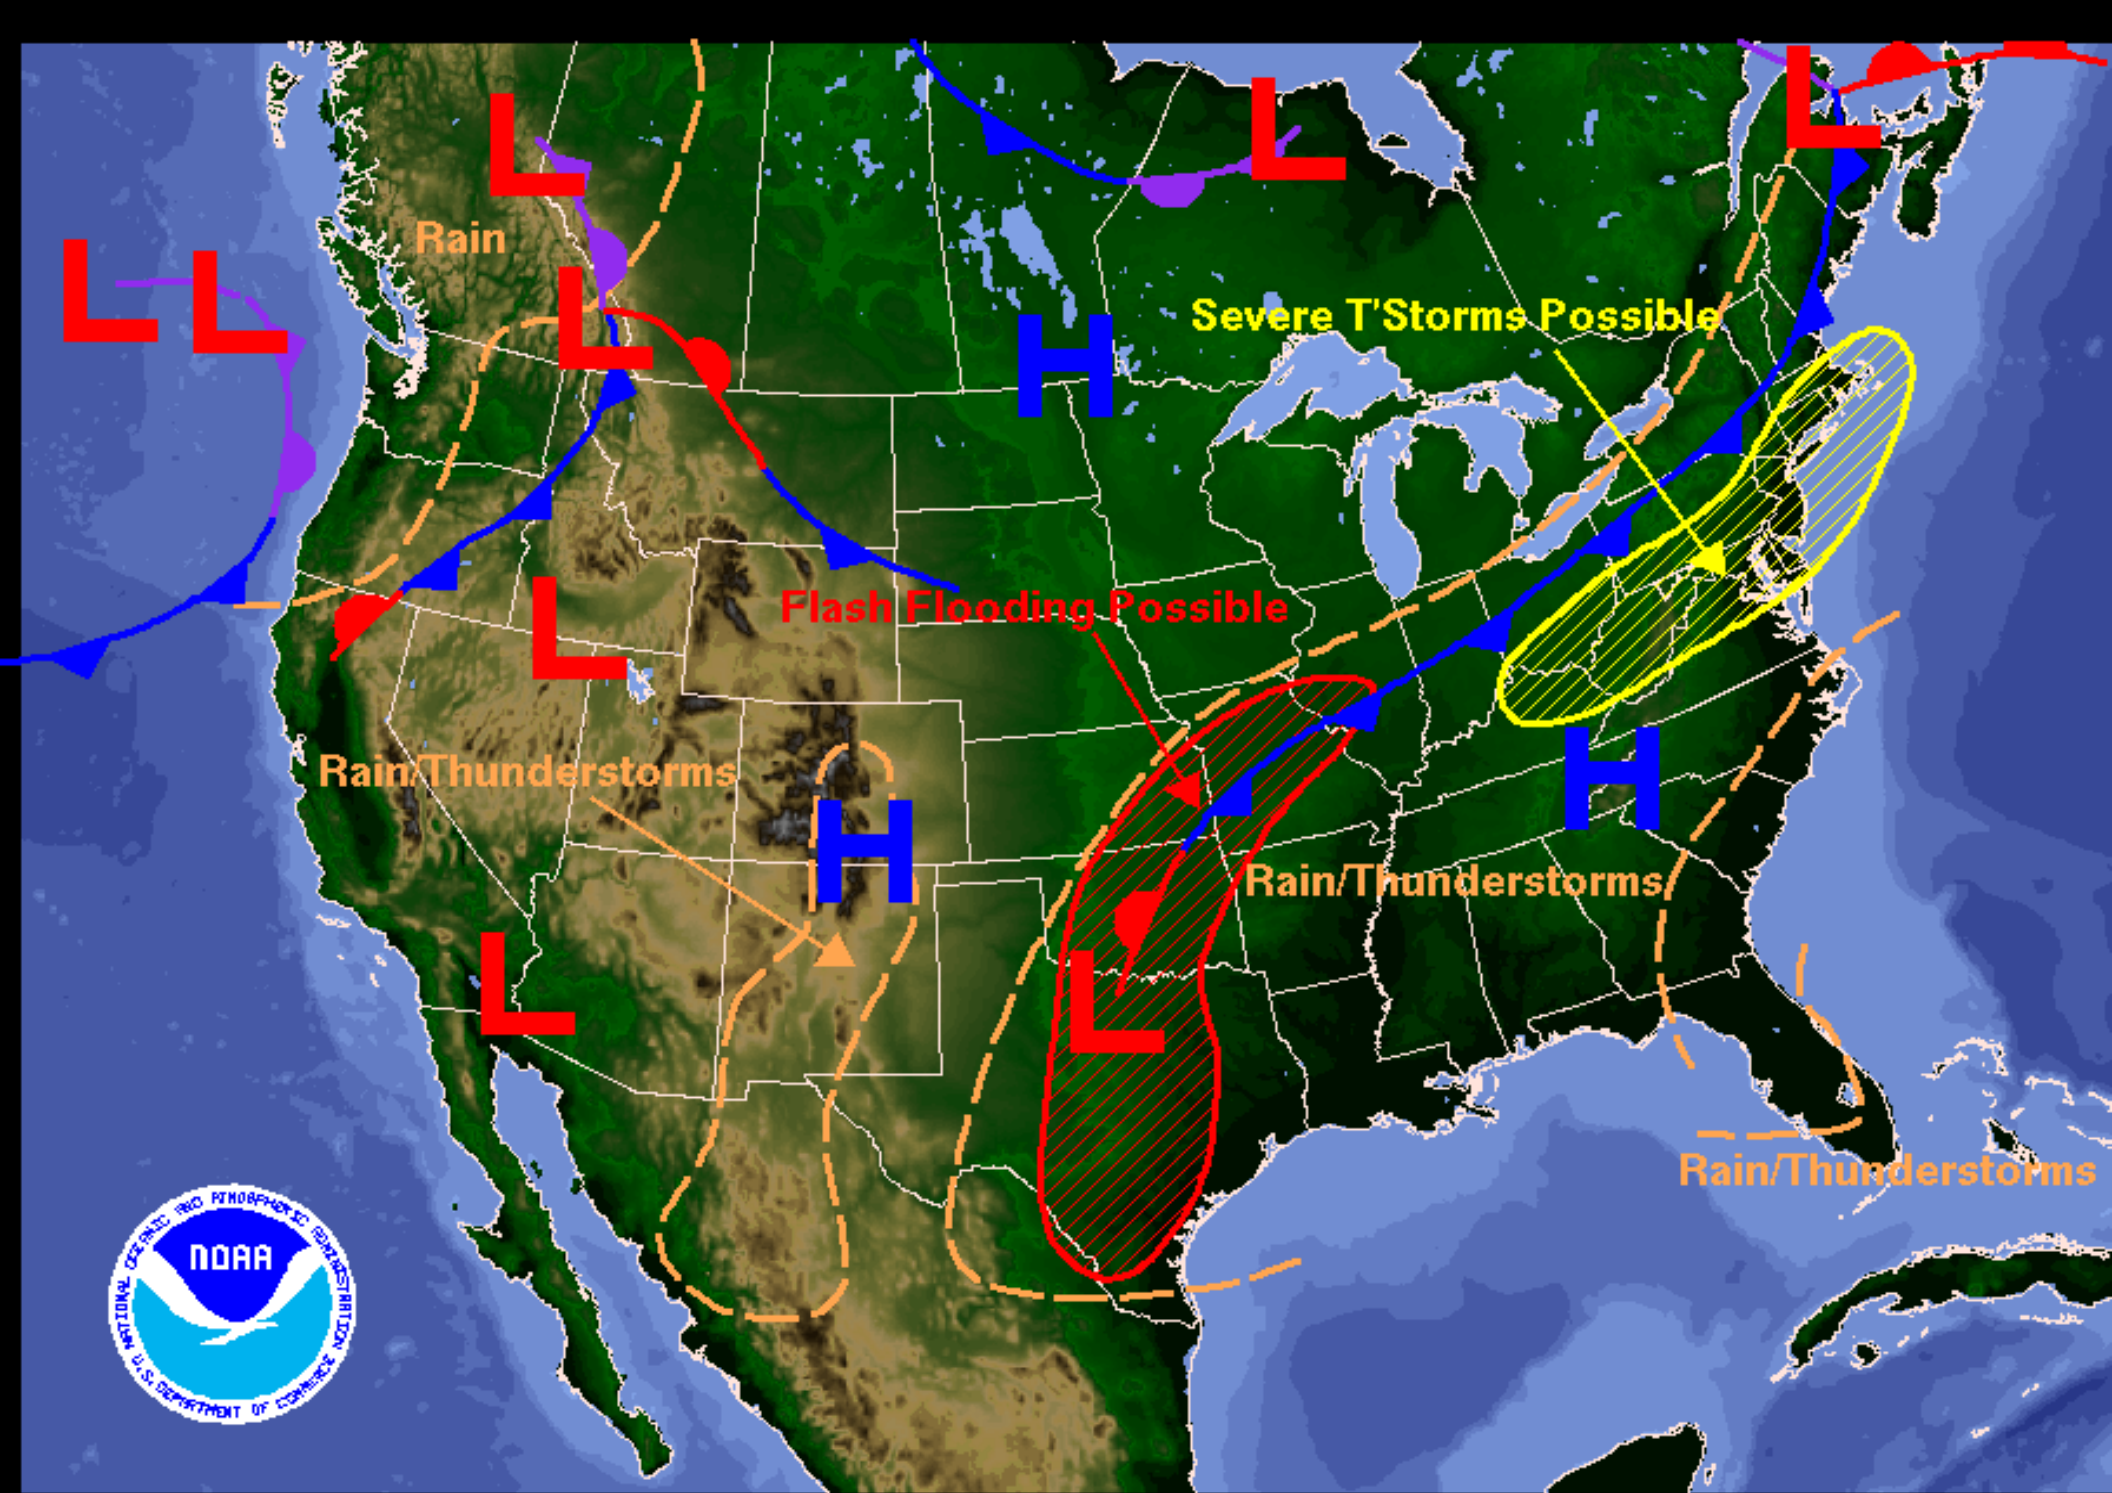 L
L
L
Rain
L
L
L
Severe T'Storms Possible
L
H
L
Flash Flooding Possible
H
Rain/Thunderstorms
H
Rain/Thunderstorms
L
L
Rain/Thunderstorms
NATIONAL OCEANIC AND ATMOSPHERIC ADMINISTRATION
NOAA
U.S. DEPARTMENT OF COMMERCE